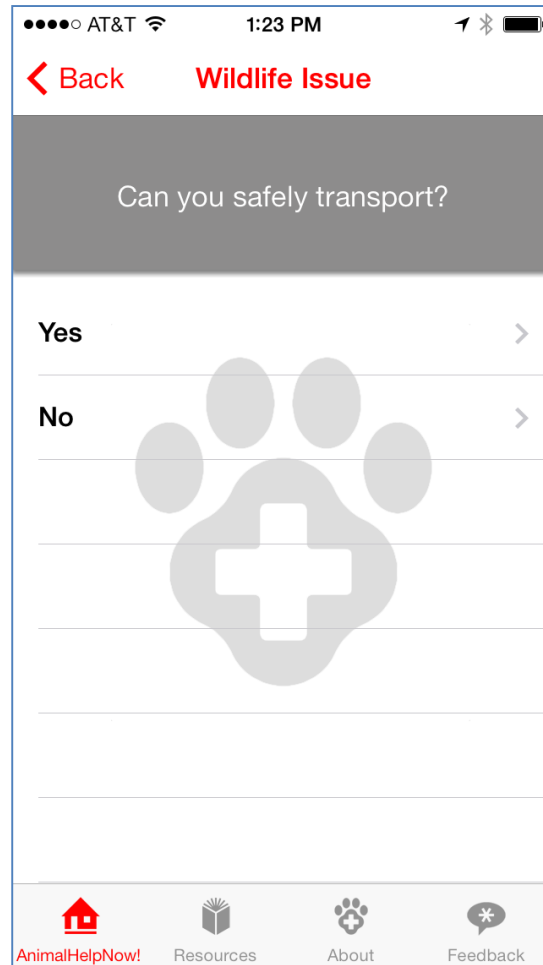 AT&T 1:23 PM
Back Wildlife Issue
Can you safely transport?
Yes
No
AnimalHelpNow! Resources About Feedback